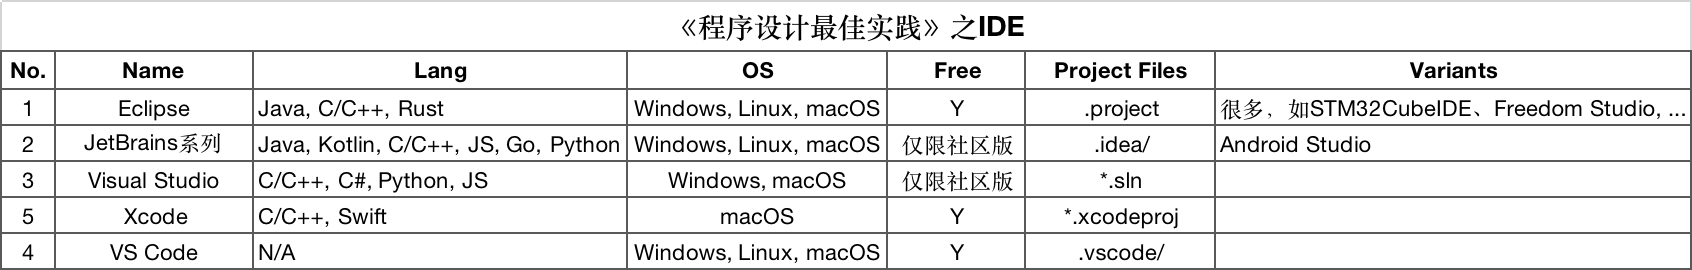 《程序设计最佳实践》之IDE
No. Name Lang OS Free Project Files Variants
1 Eclipse Java, C/C++, Rust Windows, Linux, macOS Y .project 很多，如STM32CubeIDE、Freedom Studio, ...
2 JetBrains系列 Java, Kotlin, C/C++, JS, Go, Python Windows, Linux, macOS 仅限社区版 .idea/ Android Studio
3 Visual Studio C/C++, C#, Python, JS Windows, macOS 仅限社区版 *.sln
5 Xcode C/C++, Swift macOS Y *.xcodeproj
4 VS Code N/A Windows, Linux, macOS Y .vscode/